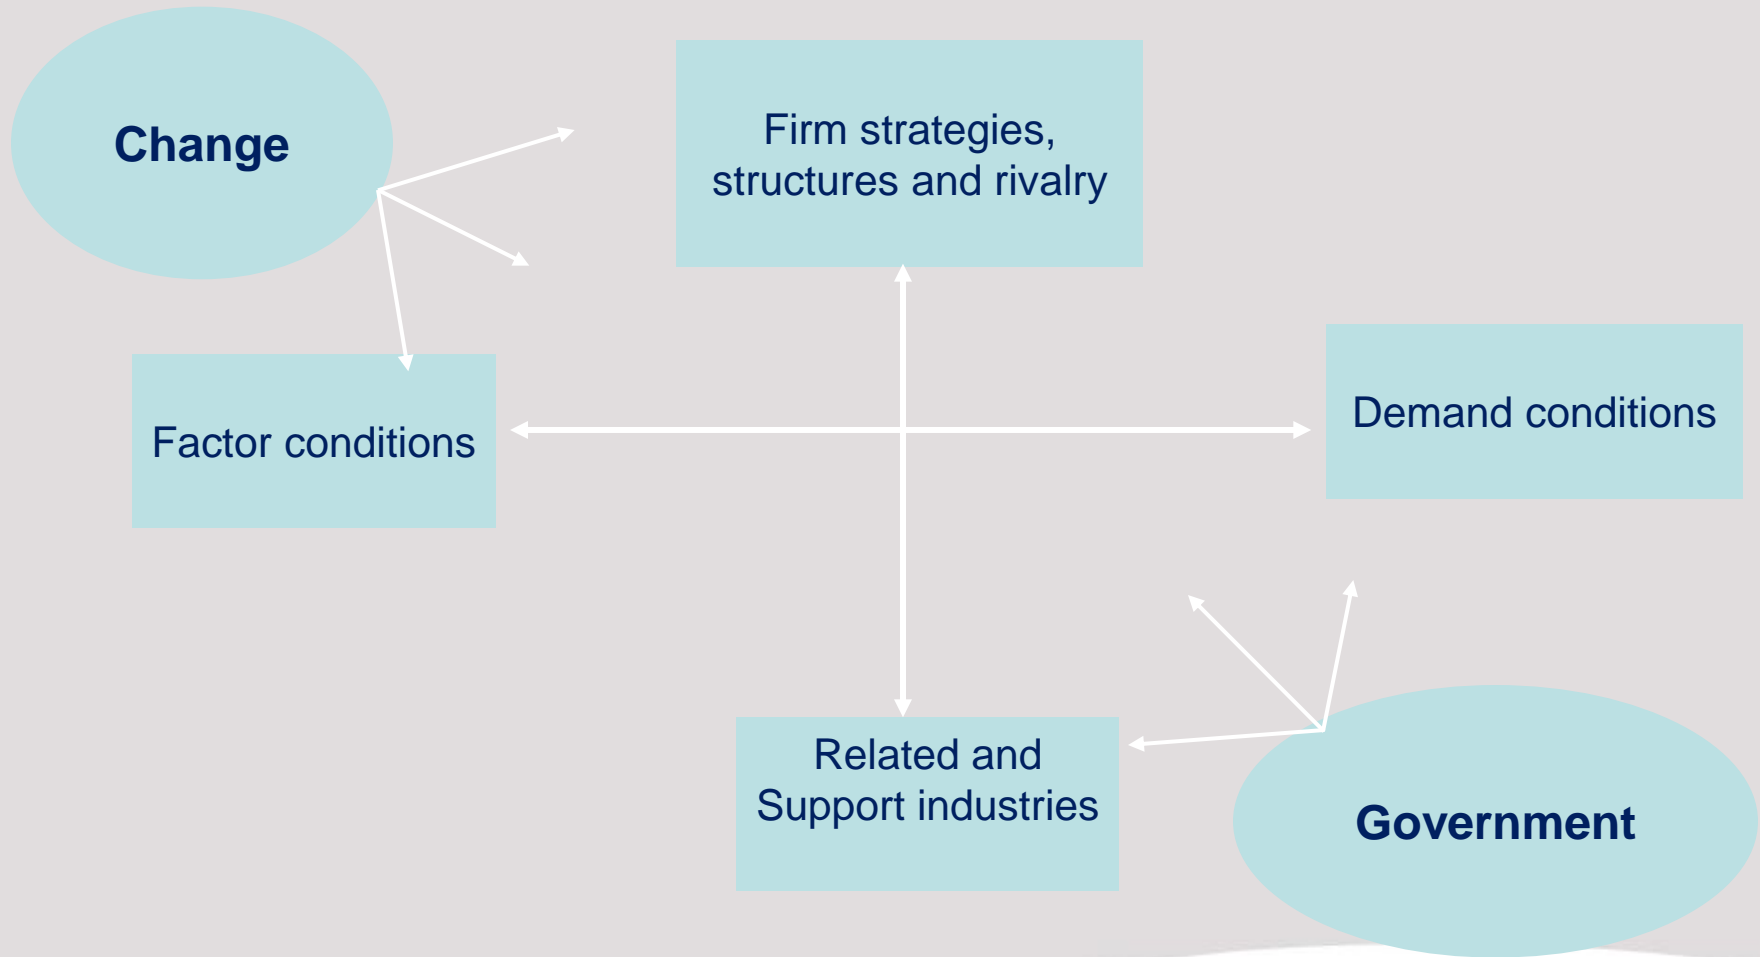 Change
Firm strategies,
structures and rivalry
Factor conditions
Demand conditions
Related and
Support industries
Government